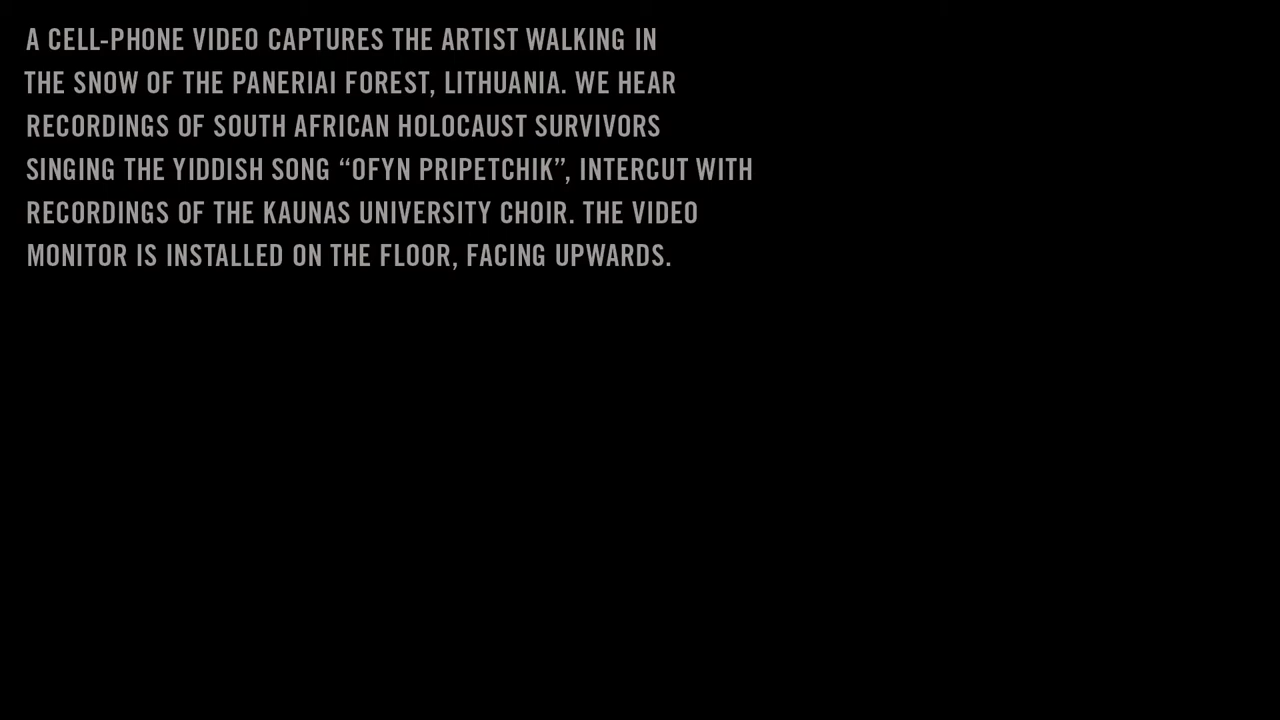 A CELL-PHONE VIDEO CAPTURES THE ARTIST WALKING IN
THE SNOW OF THE PANERIAI FOREST, LITHUANIA. WE HEAR
RECORDINGS OF SOUTH AFRICAN HOLOCAUST SURVIVORS
SINGING THE YIDDISH SONG “OFYN PRIPETCHIK”, INTERCUT WITH
RECORDINGS OF THE KAUNAS UNIVERSITY CHOIR. THE VIDEO
MONITOR IS INSTALLED ON THE FLOOR, FACING UPWARDS.